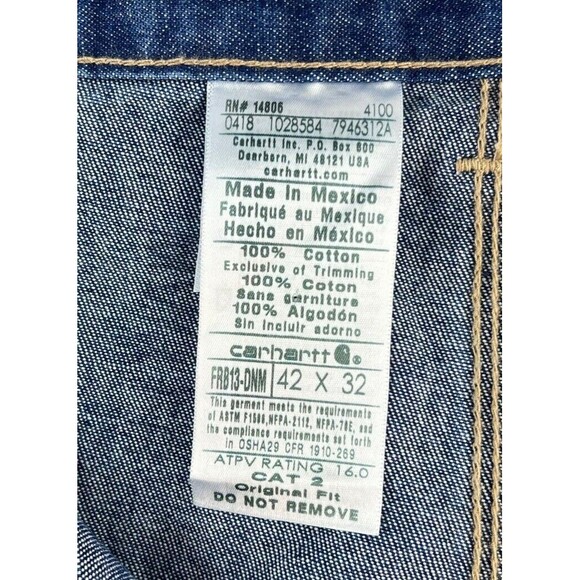 RN# 14806 4100
0418 1028584 7946312A
Carhartt Inc. P.O. Box 600
Dearborn, MI 48121 USA
carhartt.com
Made in Mexico
Fabriqué au Mexique
Hecho en México
100% Cotton
Exclusive of Trimming
100% Coton
Sans garniture
100% Algodón
Sin incluir adorno
carhartt
FRB13-DNM 42 X 32
This garment meets the requirements
of ASTM F1506, NFPA-2112, NFPA-70E, and
the compliance requirements set forth
in OSHA29 CFR 1910-269
ATPV RATING 16.0
CAT 2
Original Fit
DO NOT REMOVE